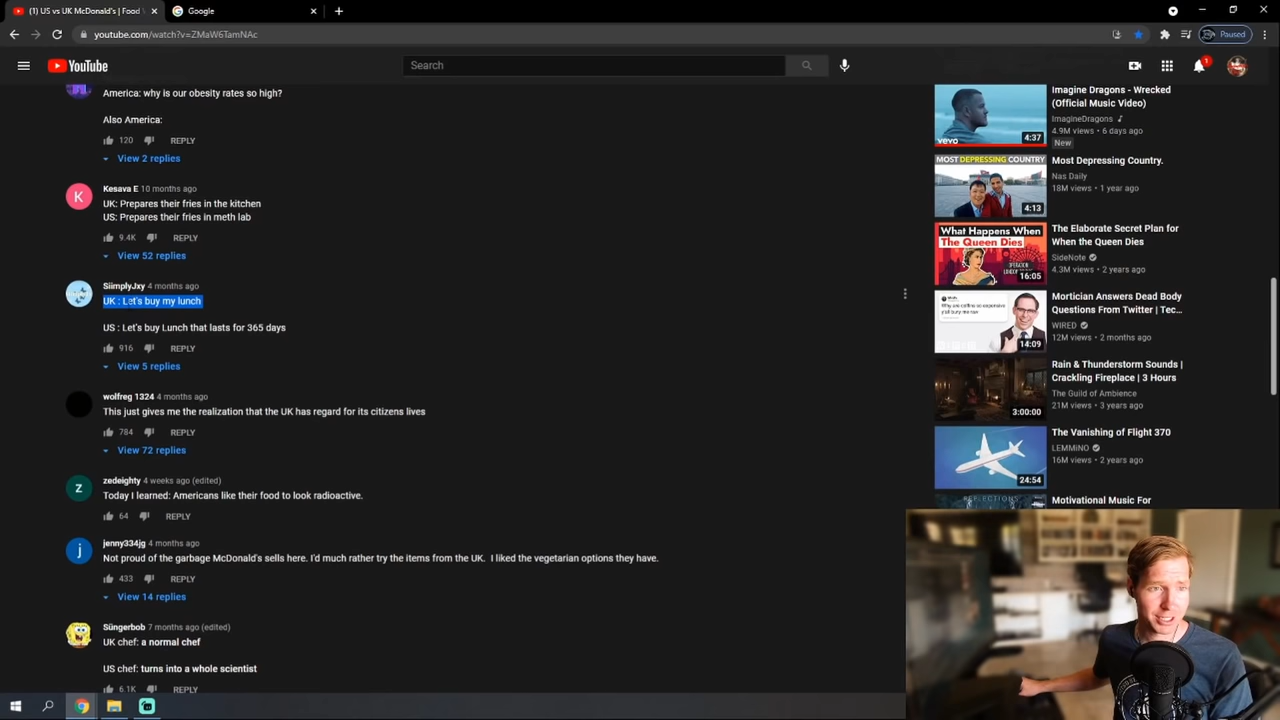 (1) US vs UK McDonald's | Food
Google
youtube.com/watch?v=ZMaW6TamNAc
Paused
YouTube
Search
1
America: why is our obesity rates so high?
Also America:
120
REPLY
View 2 replies
K
Kesava E 10 months ago
UK: Prepares their fries in the kitchen
US: Prepares their fries in meth lab
9.4K
REPLY
View 52 replies
SiimplyJxy 4 months ago
UK : Let's buy my lunch
US : Let's buy Lunch that lasts for 365 days
916
REPLY
View 5 replies
wolfreg 1324 4 months ago
This just gives me the realization that the UK has regard for its citizens lives
784
REPLY
View 72 replies
z
zedeighty 4 weeks ago (edited)
Today I learned: Americans like their food to look radioactive.
64
REPLY
j
jenny334jg 4 months ago
Not proud of the garbage McDonald's sells here. I'd much rather try the items from the UK.  I liked the vegetarian options they have.
433
REPLY
View 14 replies
Süngerbob 7 months ago (edited)
UK chef: a normal chef
US chef: turns into a whole scientist
6.1K
REPLY
vevo
4:37
Imagine Dragons - Wrecked
(Official Music Video)
ImagineDragons
4.9M views • 6 days ago
New
MOST DEPRESSING COUNTRY
4:13
Most Depressing Country.
Nas Daily
18M views • 1 year ago
What Happens When
The Queen Dies
16:05
The Elaborate Secret Plan for
When the Queen Dies
SideNote
4.3M views • 2 years ago
14:09
Mortician Answers Dead Body
Questions From Twitter | Tec...
WIRED
12M views • 2 months ago
3:00:00
Rain & Thunderstorm Sounds |
Crackling Fireplace | 3 Hours
The Guild of Ambience
21M views • 3 years ago
24:54
The Vanishing of Flight 370
LEMMiNO
16M views • 2 years ago
REFLECTIONS
Motivational Music For